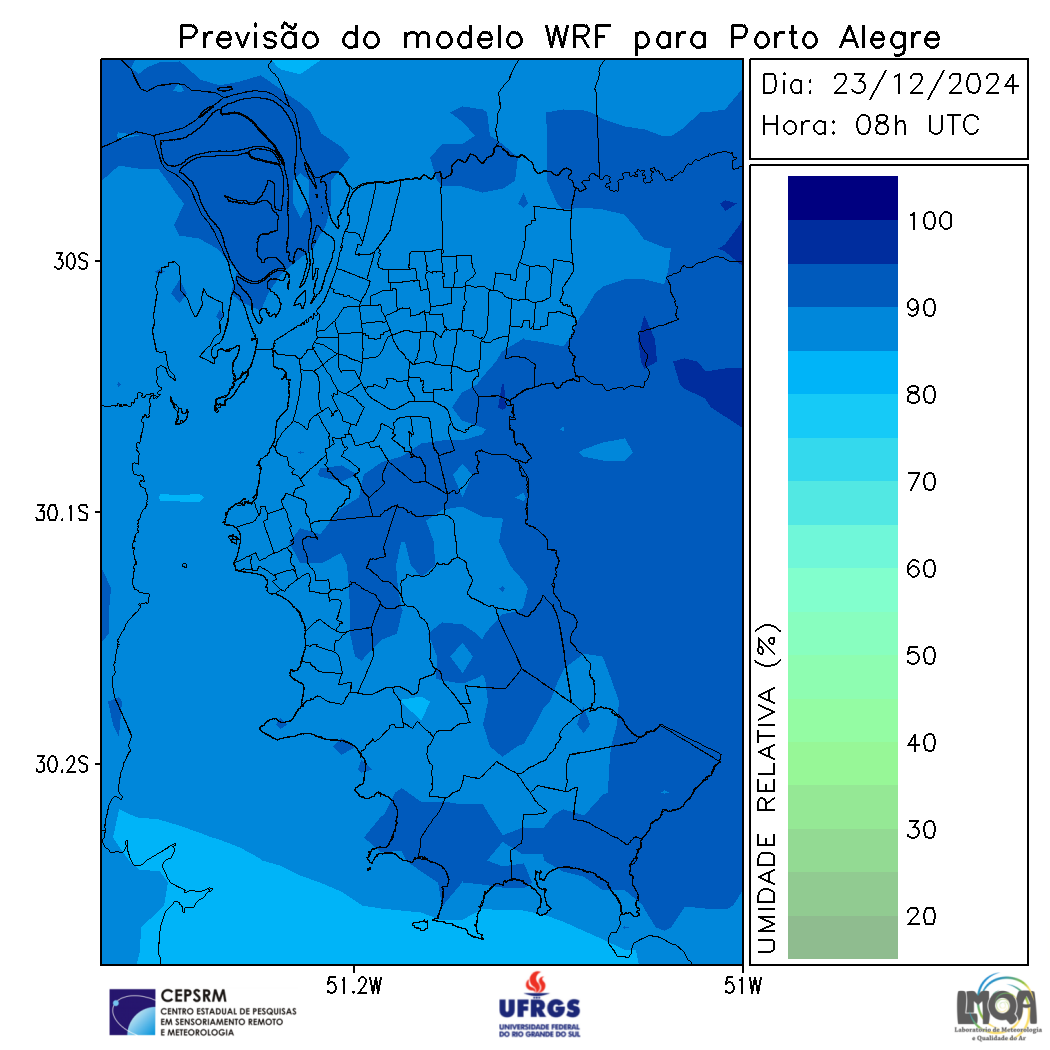 Previsão do modelo WRF para Porto Alegre
Dia: 23/12/2024
Hora: 08h UTC
100
90
80
70
60
50
40
30
20
UMIDADE RELATIVA (%)
30S
30.1S
30.2S
51.2W
51W
CEPSRM
CENTRO ESTADUAL DE PESQUISAS
EM SENSORIAMENTO REMOTO
E METEOROLOGIA
UFRGS
UNIVERSIDADE FEDERAL
DO RIO GRANDE DO SUL
LMQA
Laboratório de Meteorologia
e Qualidade do Ar